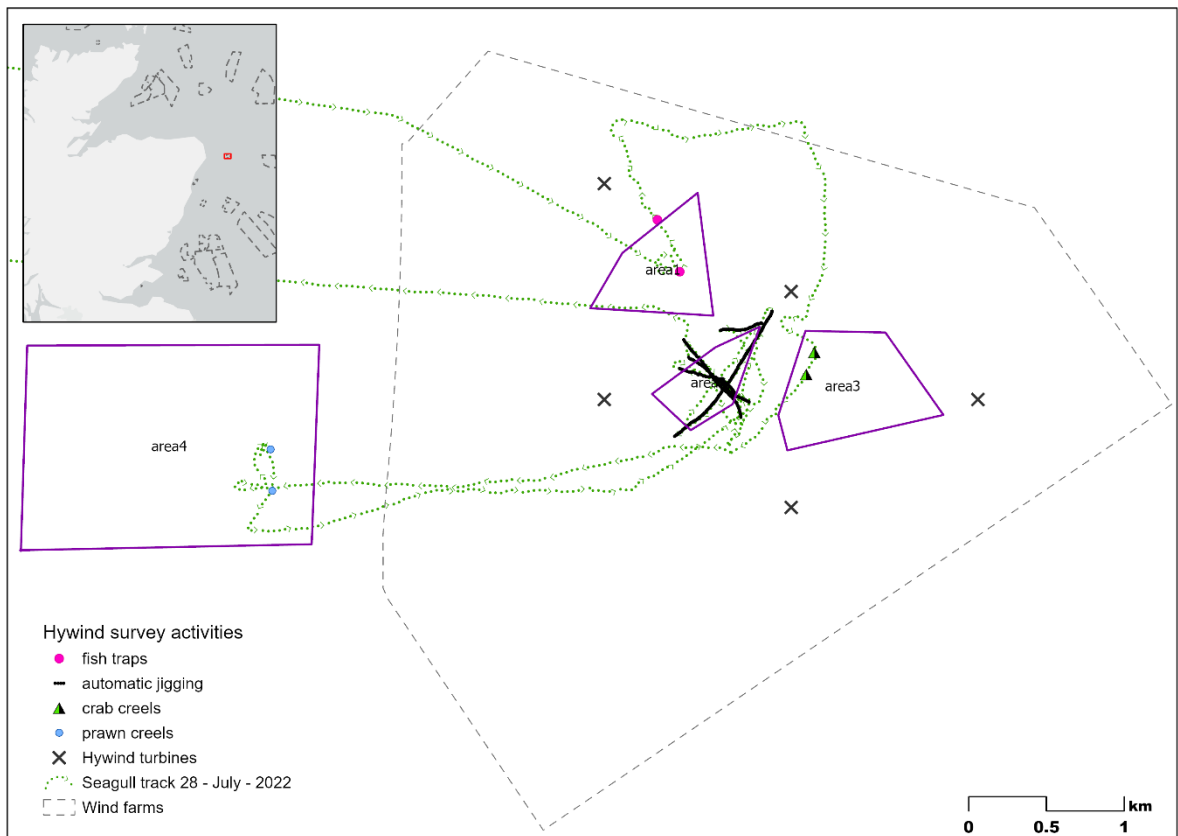 area1
area
area3
area4
Hywind survey activities
fish traps
automatic jigging
crab creels
prawn creels
Hywind turbines
Seagull track 28 - July - 2022
Wind farms
km
0 0.5 1